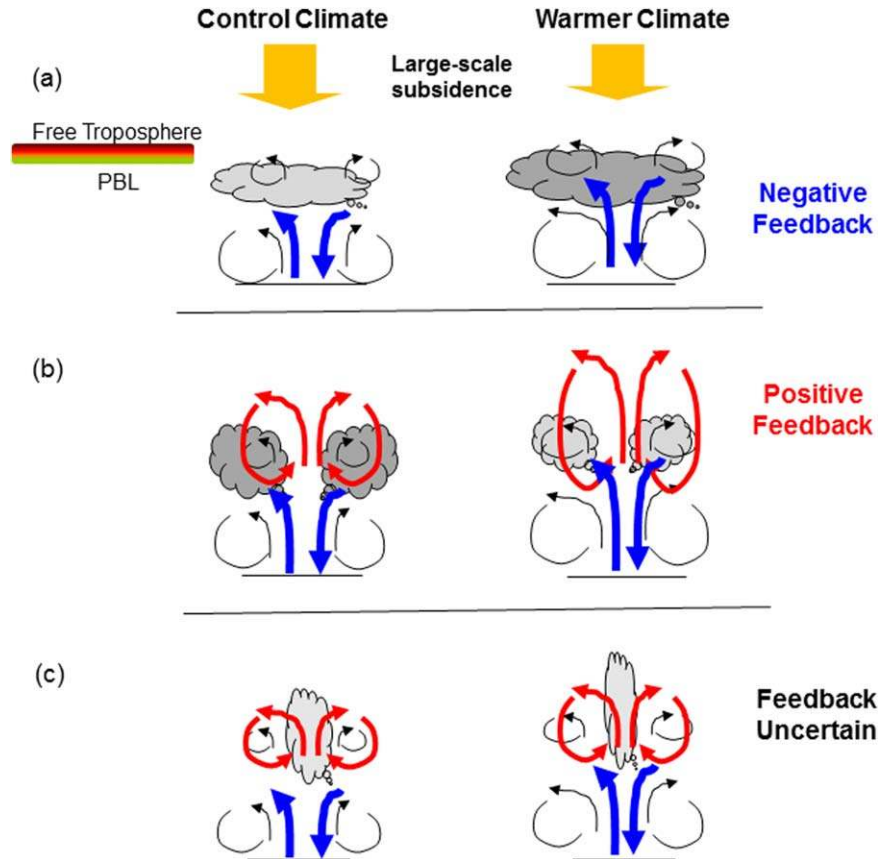 Control Climate
Warmer Climate
Large-scale
subsidence
(a)
Free Troposphere
PBL
Negative
Feedback
(b)
Positive
Feedback
(c)
Feedback
Uncertain